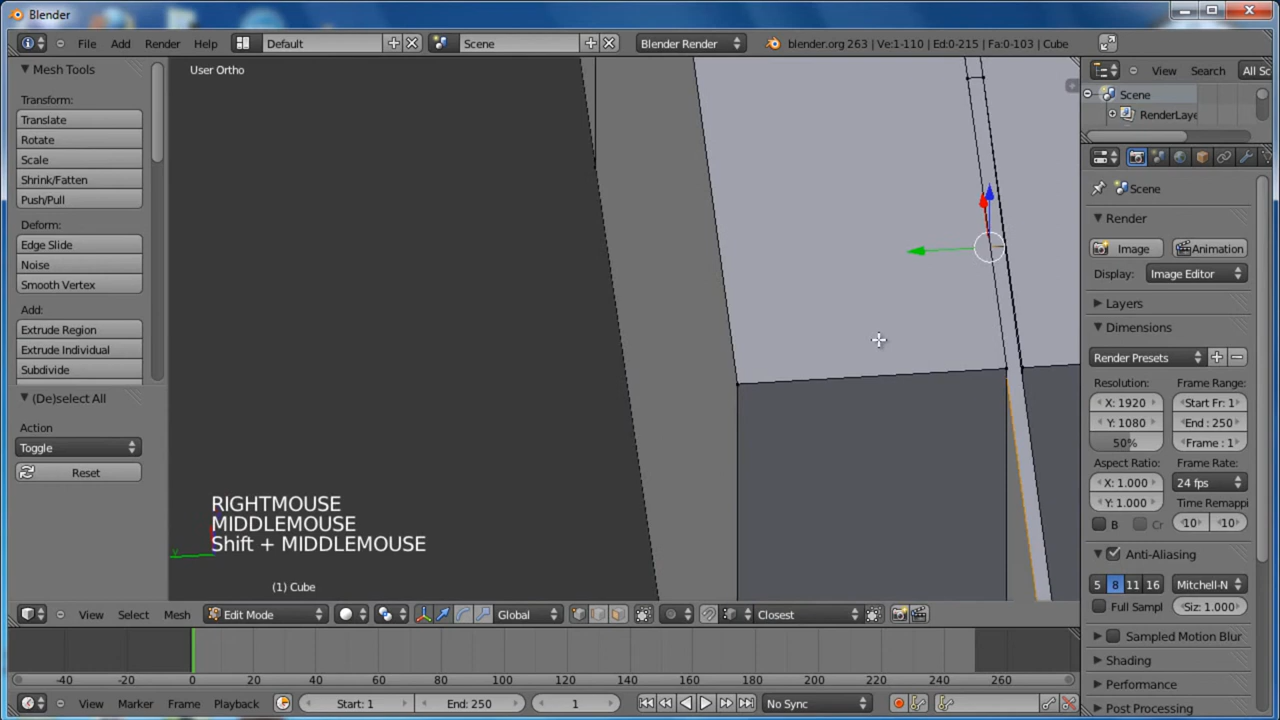 Blender
File Add Render Help Default Scene Blender Render blender.org 263 | Ve:1-110 | Ed:0-215 | Fa:0-103 | Cube
Mesh Tools
Transform:
Translate
Rotate
Scale
Shrink/Fatten
Push/Pull
Deform:
Edge Slide
Noise
Smooth Vertex
Add:
Extrude Region
Extrude Individual
Subdivide
(De)select All
Action
Toggle
Reset
User Ortho
RIGHTMOUSE
MIDDLEMOUSE
Shift + MIDDLEMOUSE
(1) Cube
View Select Mesh Edit Mode Global Closest
-40 -20 0 20 40 60 80 100 120 140 160 180 200 220 240 260
View Marker Frame Playback Start: 1 End: 250 1 No Sync
View Search All Sc
Scene
RenderLaye
Scene
Render
Image Animation
Display: Image Editor
Layers
Dimensions
Render Presets
Resolution: Frame Range:
X: 1920 Start Fr: 1
Y: 1080 End : 250
50% Frame : 1
Aspect Ratio: Frame Rate:
X: 1.000 24 fps
Y: 1.000 Time Remappi
B Cr 10 10
Anti-Aliasing
5 8 11 16 Mitchell-N
Full Sampl Siz: 1.000
Sampled Motion Blur
Shading
Performance
Post Processing